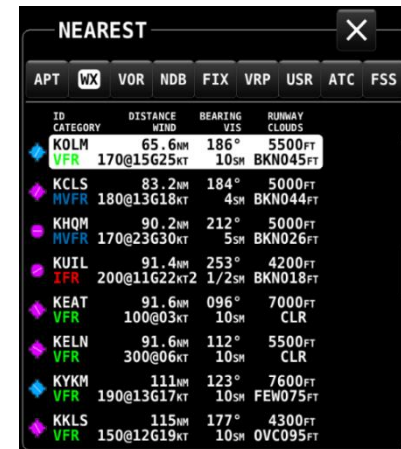 NEAREST
APT WX VOR NDB FIX VRP USR ATC FSS
ID DISTANCE BEARING RUNWAY
CATEGORY WIND VIS CLOUDS
KOLM 65.6NM 186° 5500FT
VFR 170@15G25KT 10SM BKN045FT
KCLS 83.2NM 184° 5000FT
MVFR 180@13G18KT 4SM BKN044FT
KHQM 90.2NM 212° 5000FT
MVFR 170@23G30KT 5SM BKN026FT
KUIL 91.4NM 253° 4200FT
IFR 200@11G22KT2 1/2SM BKN018FT
KEAT 91.6NM 096° 7000FT
VFR 100@03KT 10SM CLR
KELN 91.6NM 112° 5500FT
VFR 300@06KT 10SM CLR
KYKM 111NM 123° 7600FT
VFR 190@13G17KT 10SM FEW075FT
KKLS 115NM 177° 4300FT
VFR 150@12G19KT 10SM OVC095FT